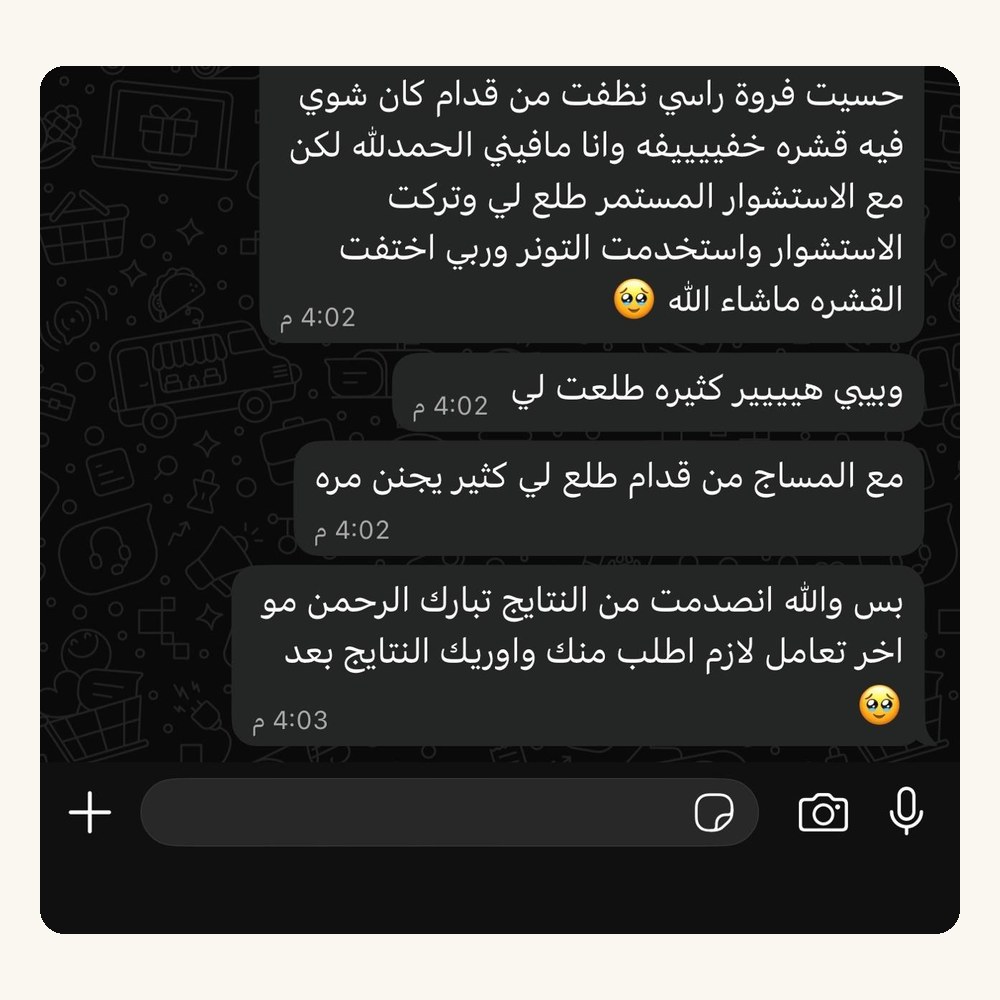 حسيت فروة راسي نظفت من قدام كان شوي
فيه قشره خفييييفه وانا مافيني الحمدلله لكن
مع الاستشوار المستمر طلع لي وتركت
الاستشوار واستخدمت التونر وربي اختفت
القشره ماشاء الله 🥹
4:02 م
وبيبي هيييير كثيره طلعت لي
4:02 م
مع المساج من قدام طلع لي كثير يجنن مره
4:02 م
بس والله انصدمت من النتايج تبارك الرحمن مو
اخر تعامل لازم اطلب منك واوريك النتايج بعد
🥹
4:03 م